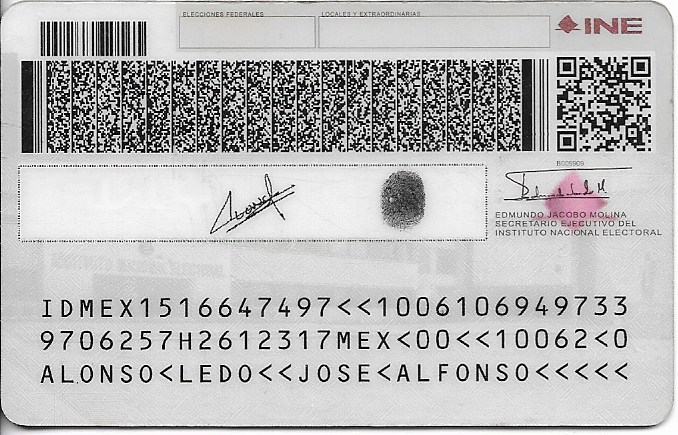 ELECCIONES FEDERALES
LOCALES Y EXTRAORDINARIAS
INE
EDMUNDO JACOBO MOLINA
SECRETARIO EJECUTIVO DEL
INSTITUTO NACIONAL ELECTORAL
IDMEX1516647497<<1006106949733
9706257H2612317MEX<00<<10062<0
ALONSO<LEDO<<JOSE<ALFONSO<<<<<